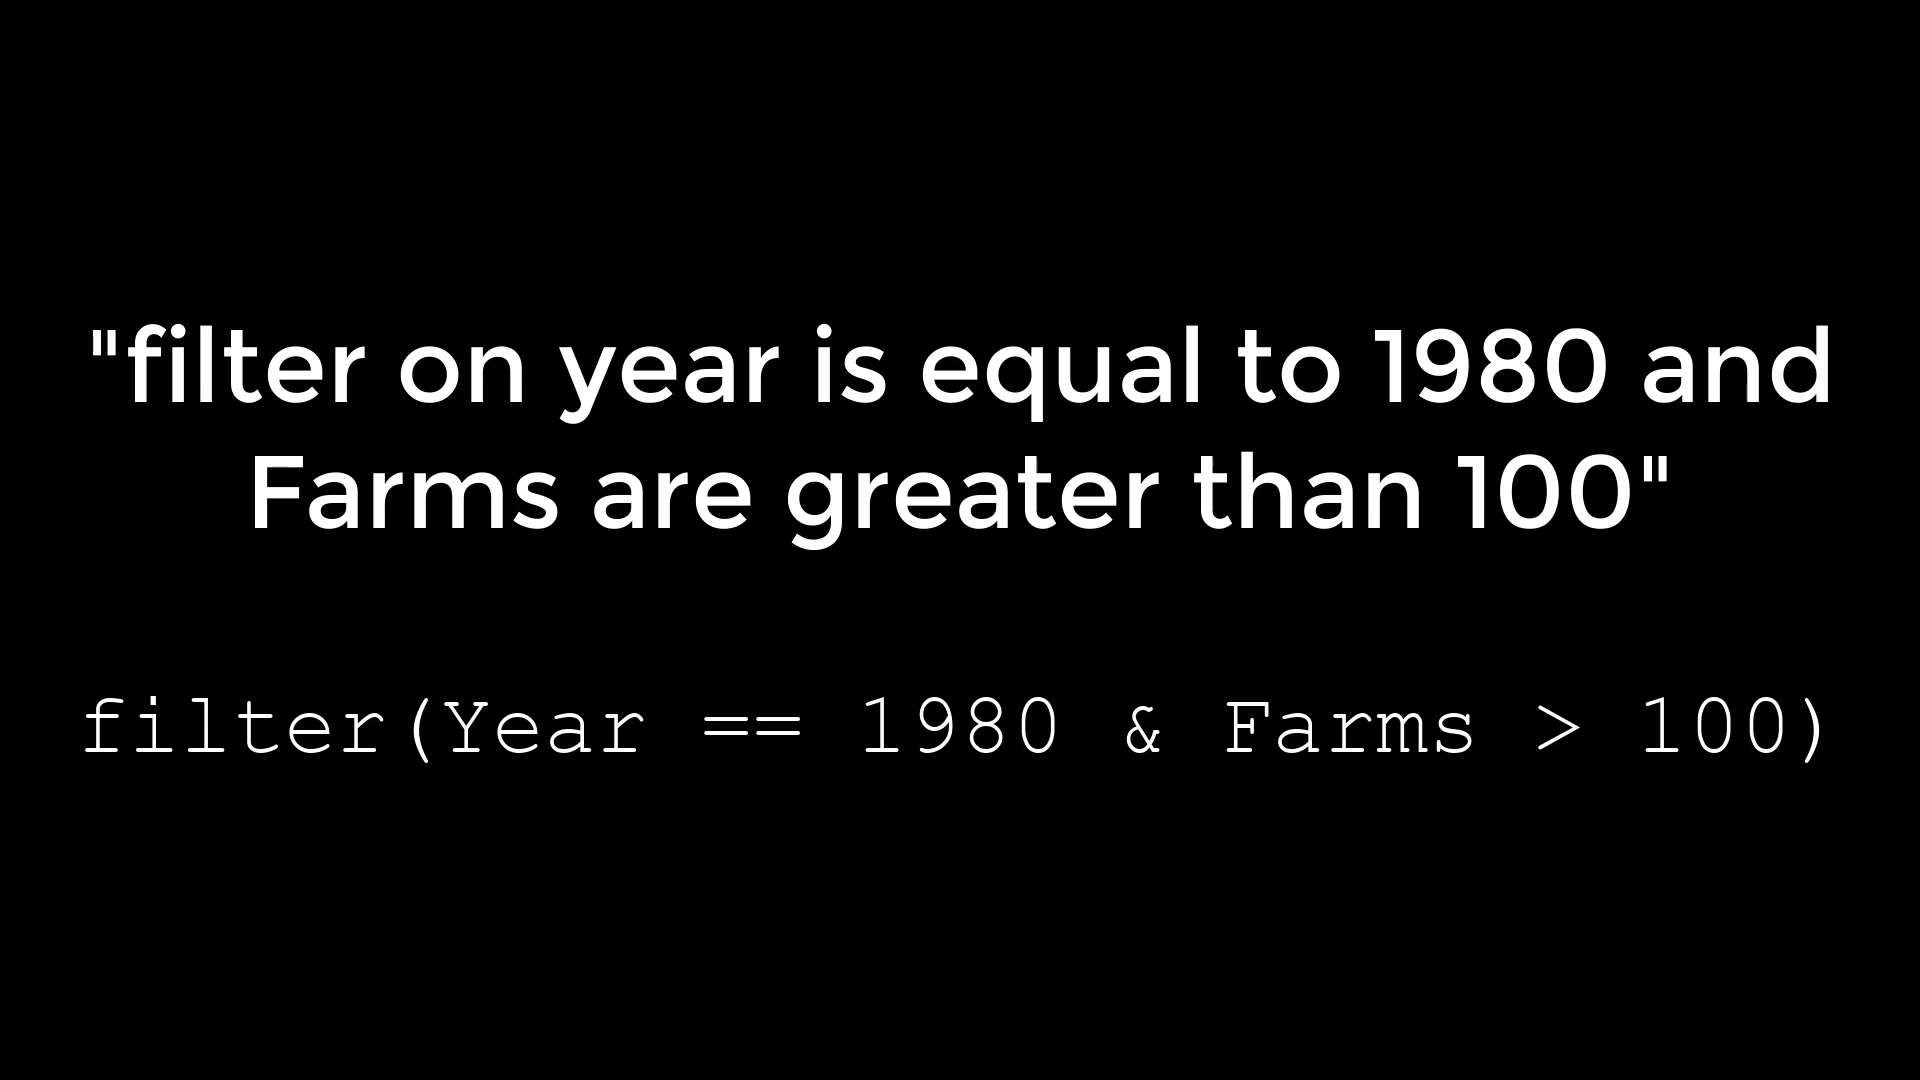 "filter on year is equal to 1980 and
Farms are greater than 100"
filter(Year == 1980 & Farms > 100)